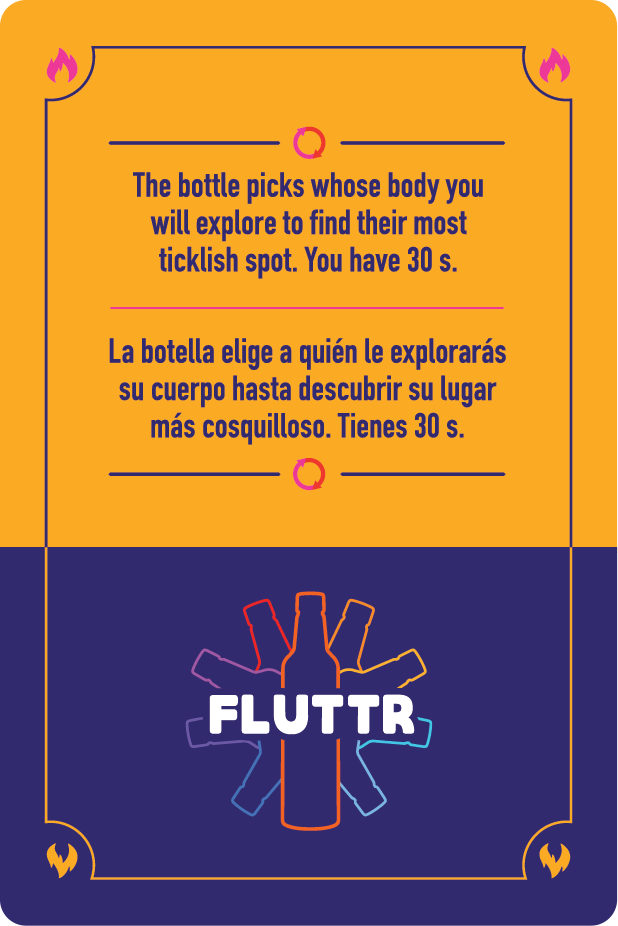 The bottle picks whose body you
will explore to find their most
ticklish spot. You have 30 s.
La botella elige a quién le explorarás
su cuerpo hasta descubrir su lugar
más cosquilloso. Tienes 30 s.
FLUTTR